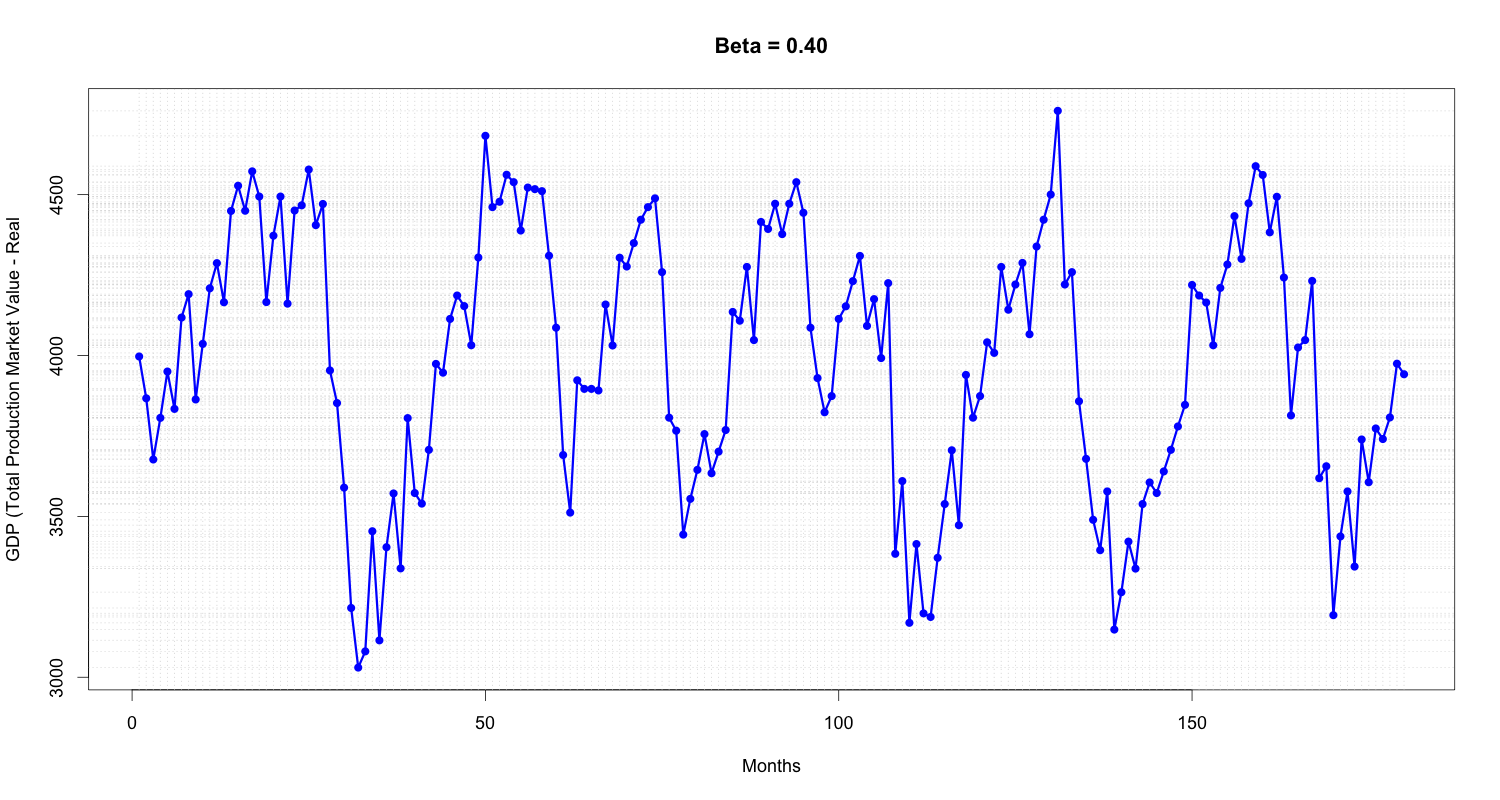 Beta = 0.40
GDP (Total Production Market Value - Real
4500
4000
3500
3000
0 50 100 150
Months